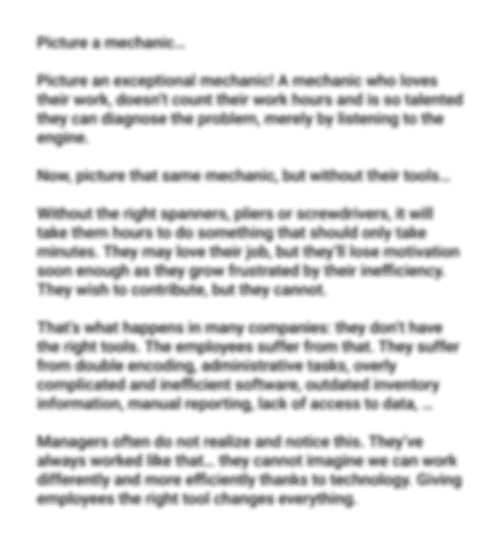 Picture a mechanic...
Picture an exceptional mechanic! A mechanic who loves
their work, doesn't count their work hours and is so talented
they can diagnose the problem, merely by listening to the
engine.
Now, picture that same mechanic, but without their tools...
Without the right spanners, pliers or screwdrivers, it will
take them hours to do something that should only take
minutes. They may love their job, but they'll lose motivation
soon enough as they grow frustrated by their inefficiency.
They wish to contribute, but they cannot.
That's what happens in many companies: they don't have
the right tools. The employees suffer from that. They suffer
from double encoding, administrative tasks, overly
complicated and inefficient software, outdated inventory
information, manual reporting, lack of access to data, ...
Managers often do not realize and notice this. They've
always worked like that... they cannot imagine we can work
differently and more efficiently thanks to technology. Giving
employees the right tool changes everything.